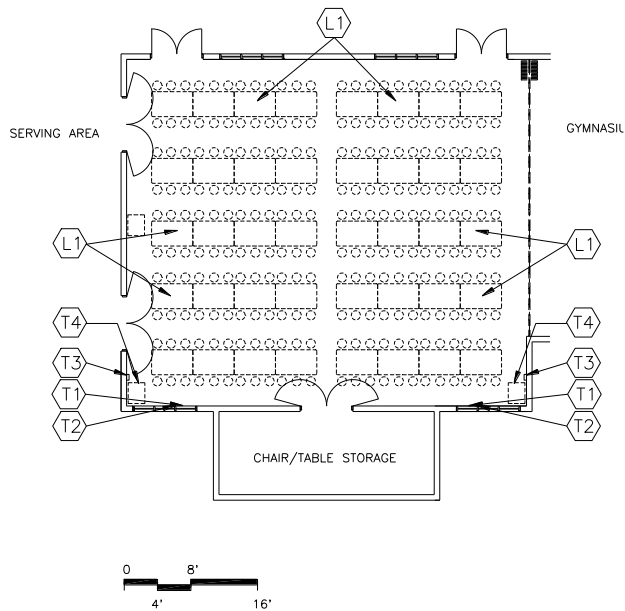 L1
SERVING AREA
GYMNASIU
L1
L1
T4
T4
T3
T3
T1
T1
T2
T2
CHAIR/TABLE STORAGE
0
8'
4'
16'